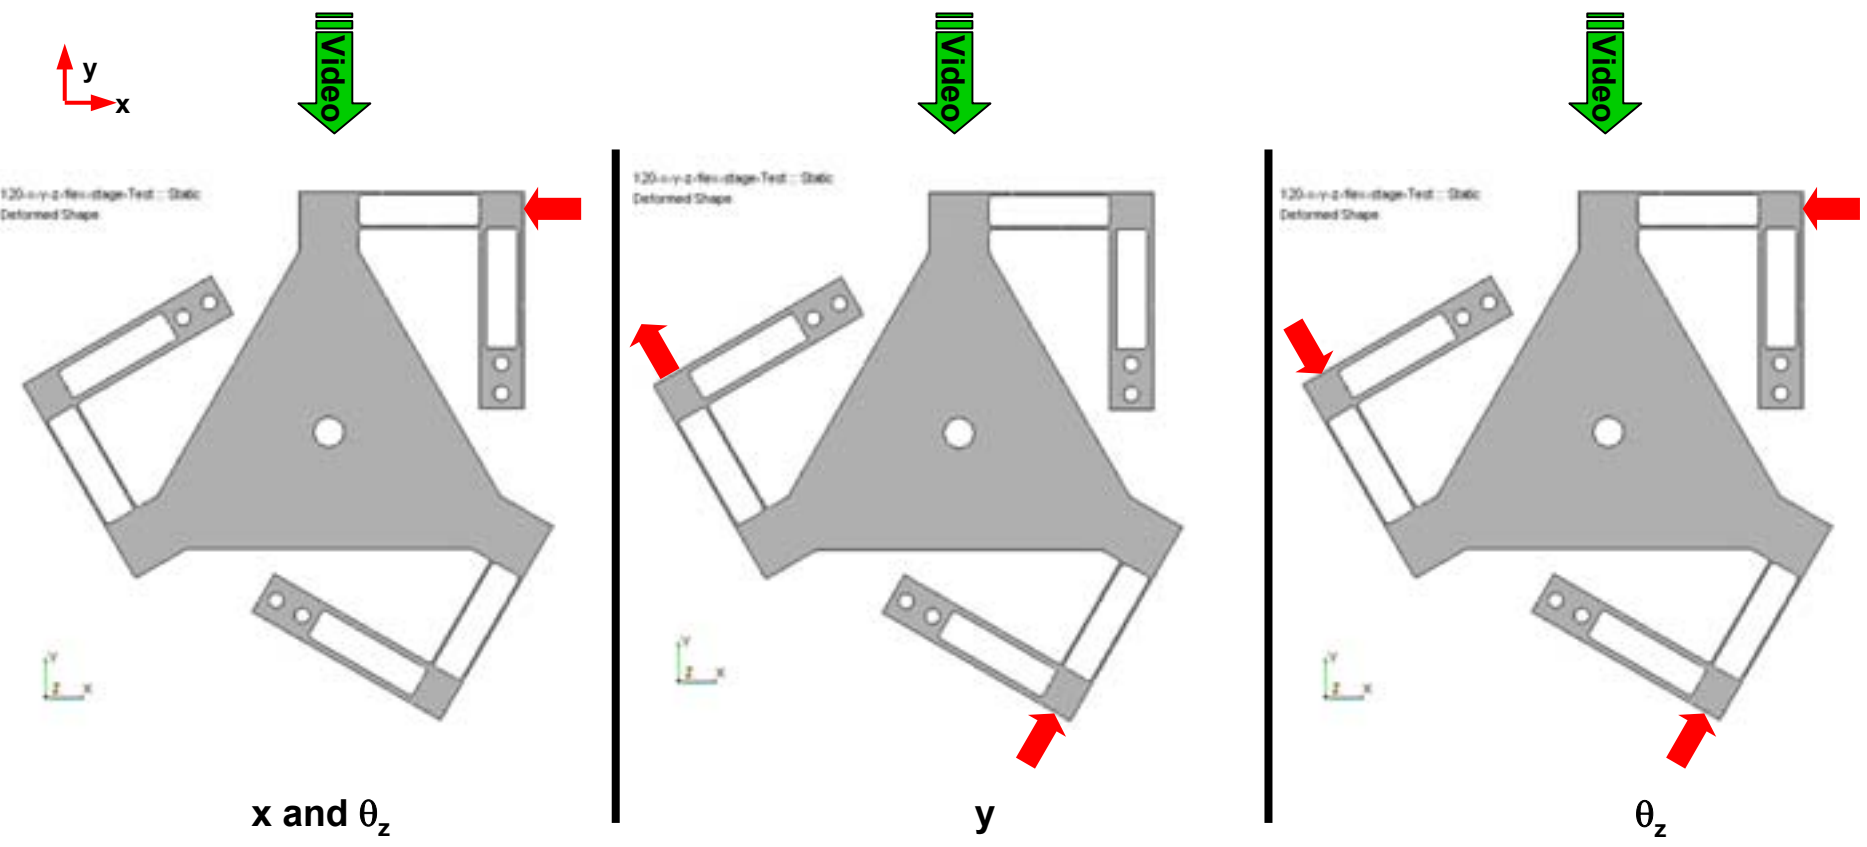 Video
Video
Video
y
x
120-x-y-z-flex-stage-Test :: Static
Deformed Shape
120-x-y-z-flex-stage-Test :: Static
Deformed Shape
120-x-y-z-flex-stage-Test :: Static
Deformed Shape
Y
Z X
Y
Z X
Y
Z X
x and θz
y
θz